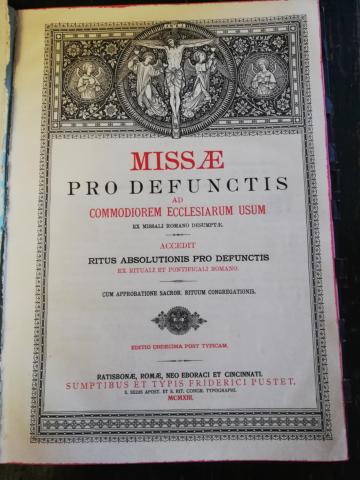 MISSÆ
PRO DEFUNCTIS
AD
COMMODIOREM ECCLESIARUM USUM
EX MISSALI ROMANO DESUMPTÆ.
ACCEDIT
RITUS ABSOLUTIONIS PRO DEFUNCTIS
EX RITUALI ET PONTIFICALI ROMANO.
CUM APPROBATIONE SACROR. RITUUM CONGREGATIONIS.
EDITIO UNDECIMA POST TYPICAM.
RATISBONÆ, ROMÆ, NEO EBORACI ET CINCINNATI.
SUMPTIBUS ET TYPIS FRIDERICI PUSTET,
S. SEDIS APOST. ET S. RIT. CONGR. TYPOGRAPHI.
MCMXIII.